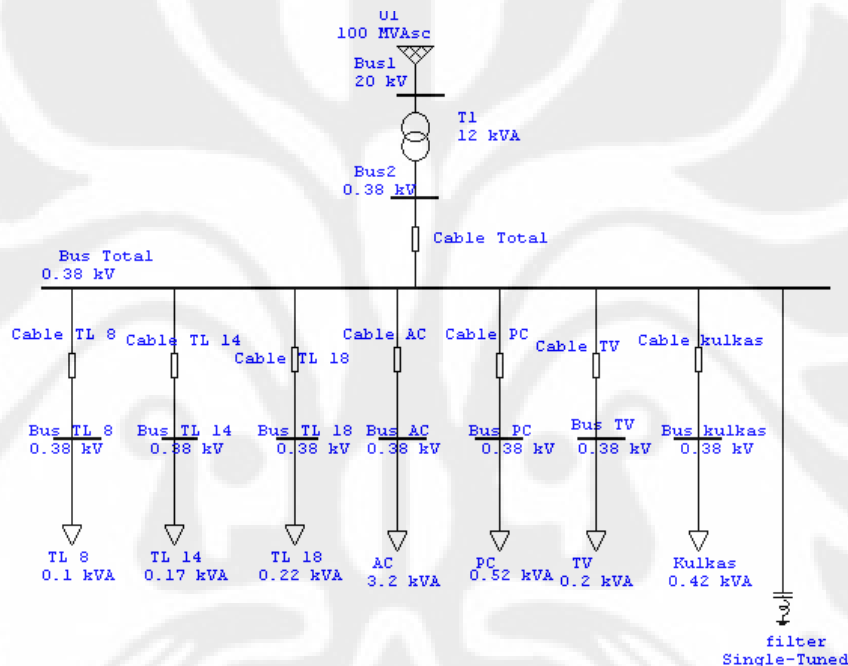 U1
100 MVAsc
Bus1
20 kV
T1
12 kVA
Bus2
0.38 kV
Cable Total
Bus Total
0.38 kV
Cable TL 8
Cable TL 14
Cable TL 18
Cable AC
Cable PC
Cable TV
Cable kulkas
Bus TL 8
0.38 kV
Bus TL 14
0.38 kV
Bus TL 18
0.38 kV
Bus AC
0.38 kV
Bus PC
0.38 kV
Bus TV
0.38 kV
Bus kulkas
0.38 kV
TL 8
0.1 kVA
TL 14
0.17 kVA
TL 18
0.22 kVA
AC
3.2 kVA
PC
0.52 kVA
TV
0.2 kVA
Kulkas
0.42 kVA
filter
Single-Tuned